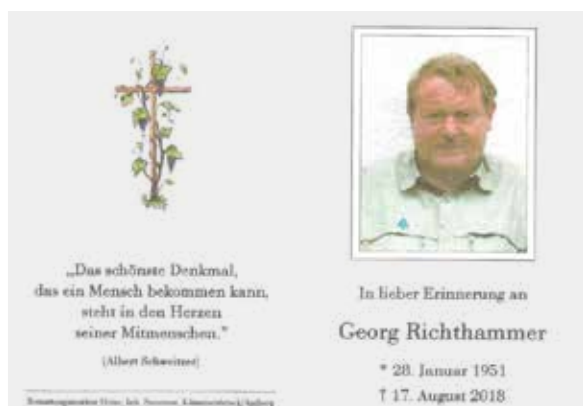 „Das schönste Denkmal,
das ein Mensch bekommen kann,
steht in den Herzen
seiner Mitmenschen."
(Albert Schweitzer)
In lieber Erinnerung an
Georg Richthammer
* 28. Januar 1951
† 17. August 2018